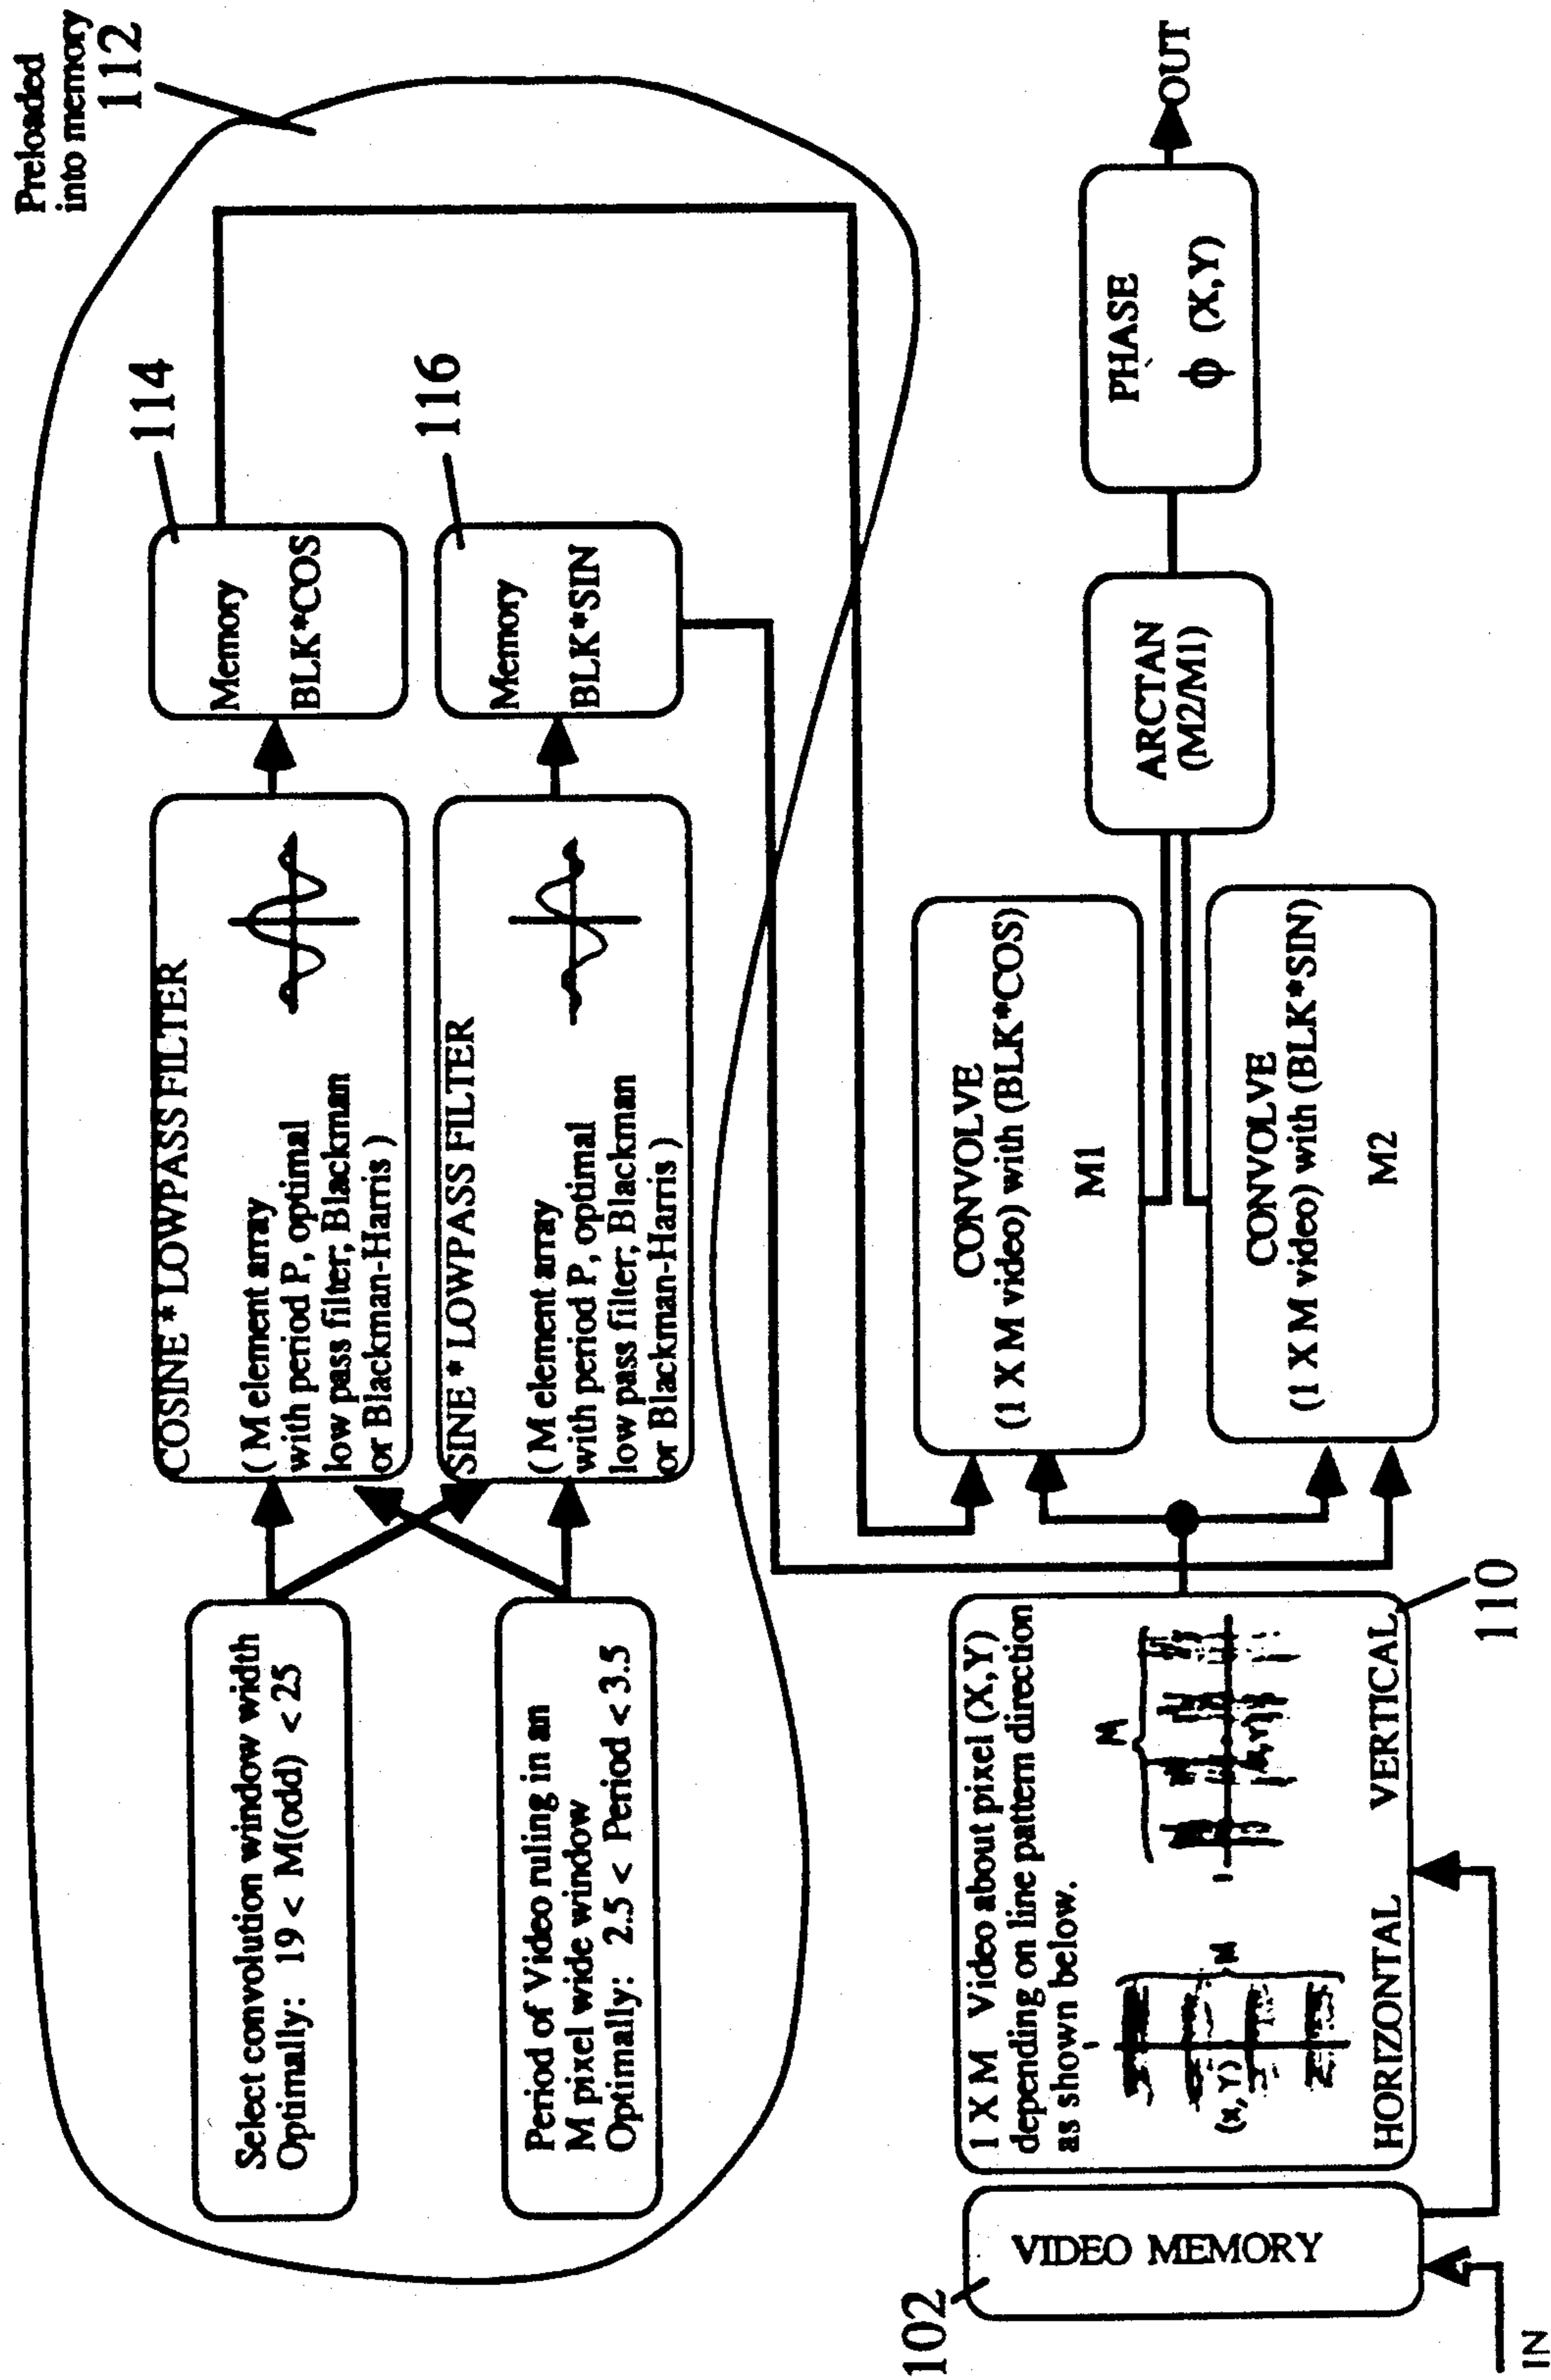 Preloaded
into memory
112
Select convolution window width
Optimally: 19 < M(odd) < 25
Period of Video ruling in an
M pixel wide window
Optimally: 2.5 < Period < 3.5
COSINE * LOWPASS FILTER
( M element array
with period P, optimal
low pass filter; Blackman
or Blackman-Harris )
SINE * LOWPASS FILTER
( M element array
with period P, optimal
low pass filter; Blackman
or Blackman-Harris )
114
Memory
BLK*COS
116
Memory
BLK*SIN
102
VIDEO MEMORY
IN
1 X M Video about pixel (X,Y)
depending on line pattern direction
as shown below.
M
(X,Y)
HORIZONTAL
M
1
(X,Y)
VERTICAL
110
CONVOLVE
(1 X M video) with (BLK*COS)
M1
CONVOLVE
(1 X M video) with (BLK*SIN)
M2
ARCTAN
(M2/M1)
PHASE
ϕ (X,Y)
OUT